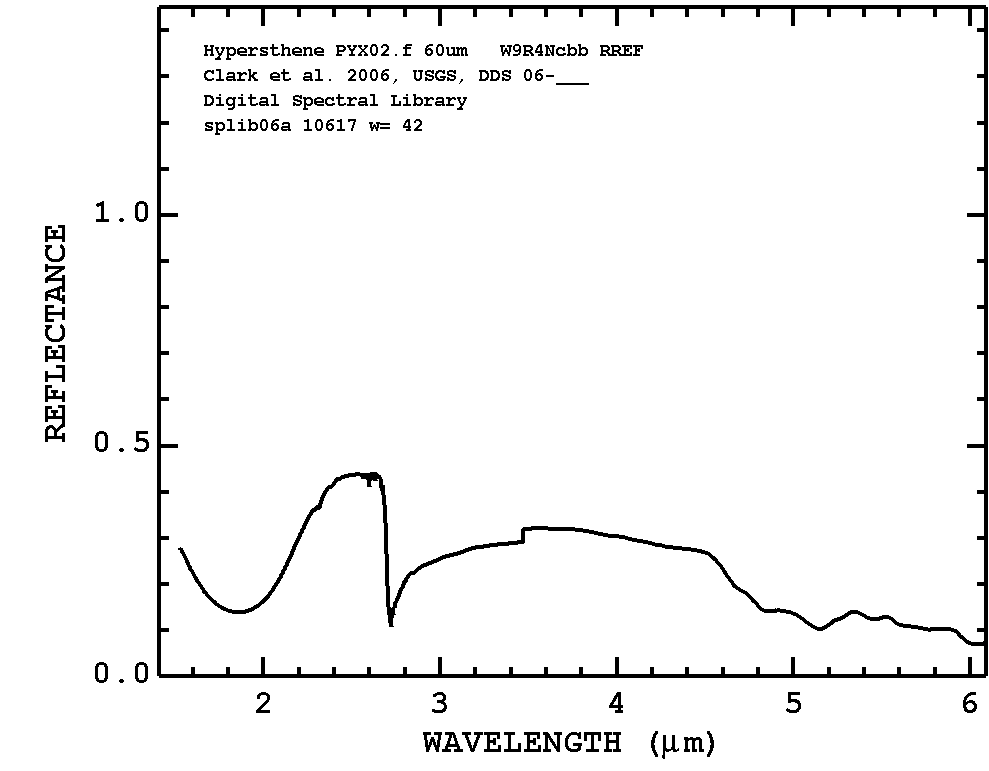 Hypersthene PYX02.f 60um W9R4Ncbb RREF
Clark et al. 2006, USGS, DDS 06-___
Digital Spectral Library
splib06a 10617 w= 42
1.0
0.5
0.0
REFLECTANCE
2 3 4 5 6
WAVELENGTH (μm)